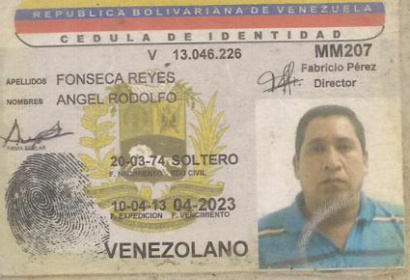 REPUBLICA BOLIVARIANA DE VENEZUELA
CEDULA DE IDENTIDAD
V 13.046.226
MM207
Fabricio Pérez
Director
APELLIDOS FONSECA REYES
NOMBRES ANGEL RODOLFO
FIRMA TITULAR
20-03-74 SOLTERO
F. NACIMIENTO EDO CIVIL
10-04-13 04-2023
F. EXPEDICION F. VENCIMIENTO
VENEZOLANO